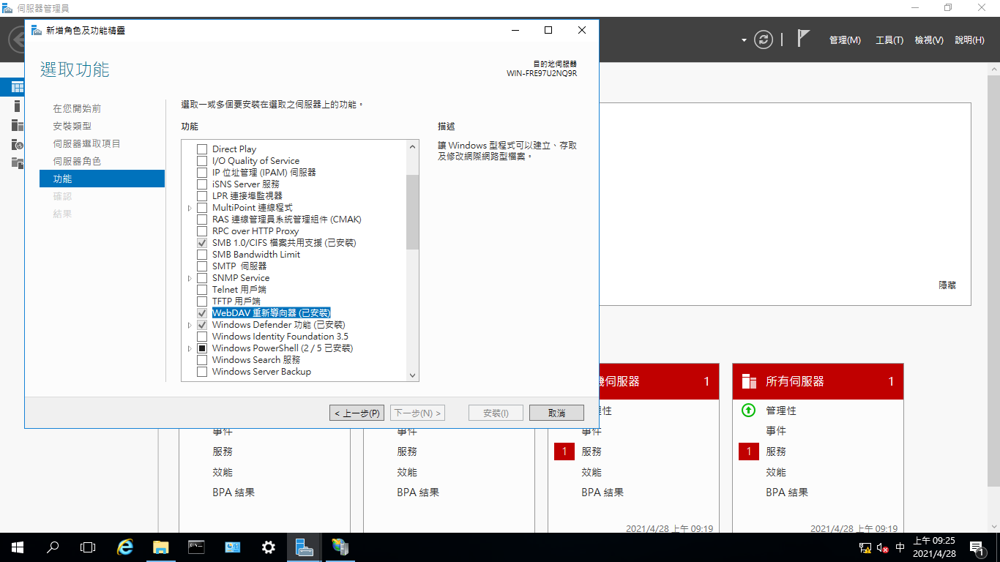 伺服器管理員
新增角色及功能精靈
管理(M)
工具(T)
檢視(V)
說明(H)
選取功能
目的地伺服器
WIN-FRE97U2NQ9R
在您開始前
安裝類型
伺服器選取項目
伺服器角色
功能
確認
結果
選取一或多個要安裝在選取之伺服器上的功能。
功能
Direct Play
I/O Quality of Service
IP 位址管理 (IPAM) 伺服器
iSNS Server 服務
LPR 連接埠監視器
MultiPoint 連線程式
RAS 連線管理員系統管理組件 (CMAK)
RPC over HTTP Proxy
SMB 1.0/CIFS 檔案共用支援 (已安裝)
SMB Bandwidth Limit
SMTP 伺服器
SNMP Service
Telnet 用戶端
TFTP 用戶端
WebDAV 重新導向器 (已安裝)
Windows Defender 功能 (已安裝)
Windows Identity Foundation 3.5
Windows PowerShell (2 / 5 已安裝)
Windows Search 服務
Windows Server Backup
描述
讓 Windows 型程式可以建立、存取
及修改網際網路型檔案。
< 上一步(P)
下一步(N) >
安裝(I)
取消
隱藏
機伺服器 1
所有伺服器 1
理性
管理性
事件
事件
事件
事件
服務
服務
1 服務
1 服務
效能
效能
效能
效能
BPA 結果
BPA 結果
BPA 結果
BPA 結果
2021/4/28 上午 09:19
2021/4/28 上午 09:19
中
上午 09:25
2021/4/28
1